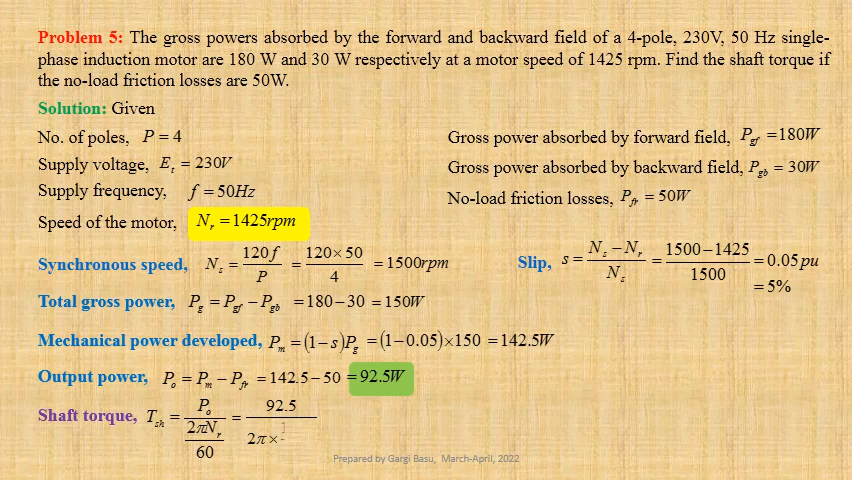 Problem 5: The gross powers absorbed by the forward and backward field of a 4-pole, 230V, 50 Hz single-
phase induction motor are 180 W and 30 W respectively at a motor speed of 1425 rpm. Find the shaft torque if
the no-load friction losses are 50W.
Solution: Given
No. of poles, P = 4
Supply voltage, E_t = 230V
Supply frequency, f = 50Hz
Speed of the motor, N_r = 1425rpm
Gross power absorbed by forward field, P_gf = 180W
Gross power absorbed by backward field, P_gb = 30W
No-load friction losses, P_fr = 50W
Synchronous speed, N_s = 120f / P = 120 × 50 / 4 = 1500rpm
Slip, s = N_s − N_r / N_s = 1500 − 1425 / 1500 = 0.05 pu
= 5%
Total gross power, P_g = P_gf − P_gb = 180 − 30 = 150W
Mechanical power developed, P_m = (1 − s)P_g = (1 − 0.05) × 150 = 142.5W
Output power, P_o = P_m − P_fr = 142.5 − 50 = 92.5W
Shaft torque, T_sh = P_o / 2πN_r / 60 = 92.5 / 2π ×
Prepared by Gargi Basu, March-April, 2022